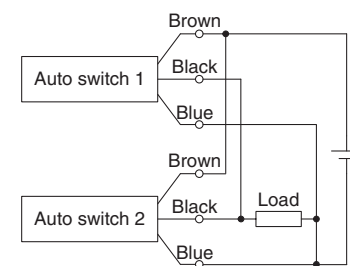 Brown
Auto switch 1
Black
Blue
Brown
Auto switch 2
Black
Load
Blue